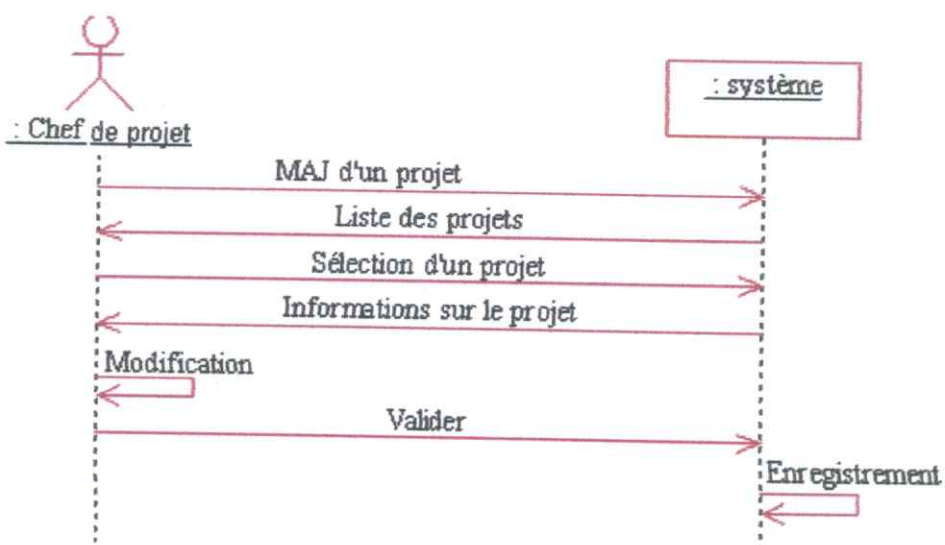 : Chef de projet
: système
MAJ d'un projet
Liste des projets
Sélection d'un projet
Informations sur le projet
Modification
Valider
Enregistrement